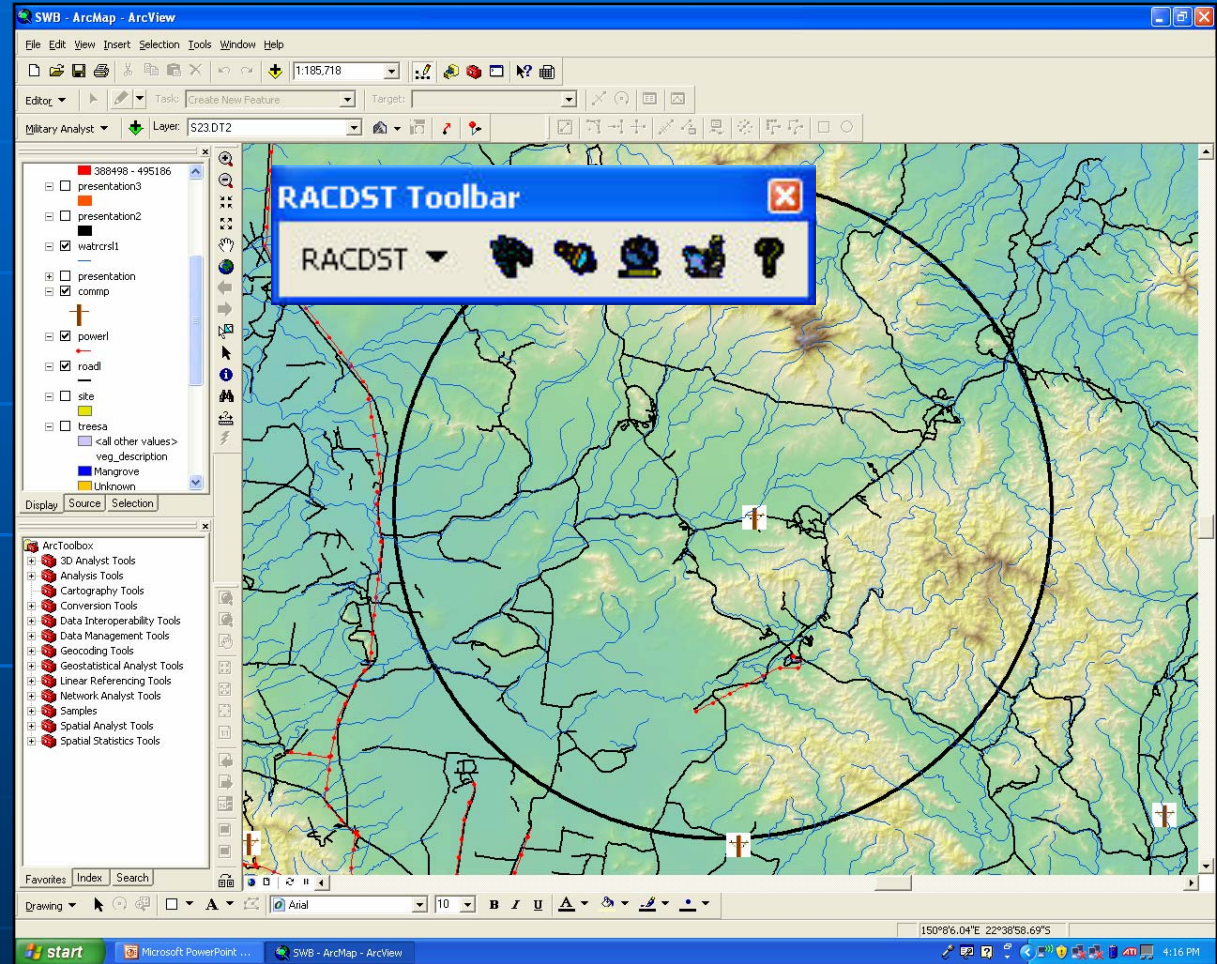 SWB - ArcMap - ArcView
File Edit View Insert Selection Tools Window Help
1:185,718
Editor Task: Create New Feature Target:
Military Analyst Layer: S23.DT2
388498 - 495186
presentation3
presentation2
watrcrsl1
presentation
commp
powerl
roadl
site
treesa
<all other values>
veg_description
Mangrove
Unknown
Display Source Selection
RACDST Toolbar
RACDST
ArcToolbox
3D Analyst Tools
Analysis Tools
Cartography Tools
Conversion Tools
Data Interoperability Tools
Data Management Tools
Geocoding Tools
Geostatistical Analyst Tools
Linear Referencing Tools
Network Analyst Tools
Samples
Spatial Analyst Tools
Spatial Statistics Tools
Favorites Index Search
Drawing A Arial 10 B I U A
150°8'6.04"E 22°38'58.69"S
start Microsoft PowerPoint ... SWB - ArcMap - ArcView 4:16 PM